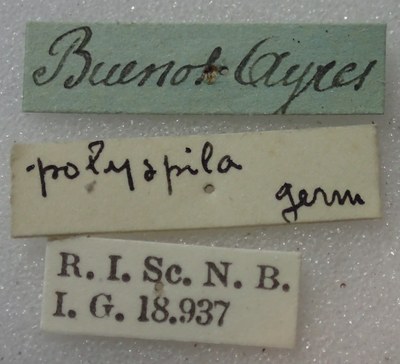 Buenos Ayres
polyspila
germ
R. I. Sc. N. B.
I. G. 18.937